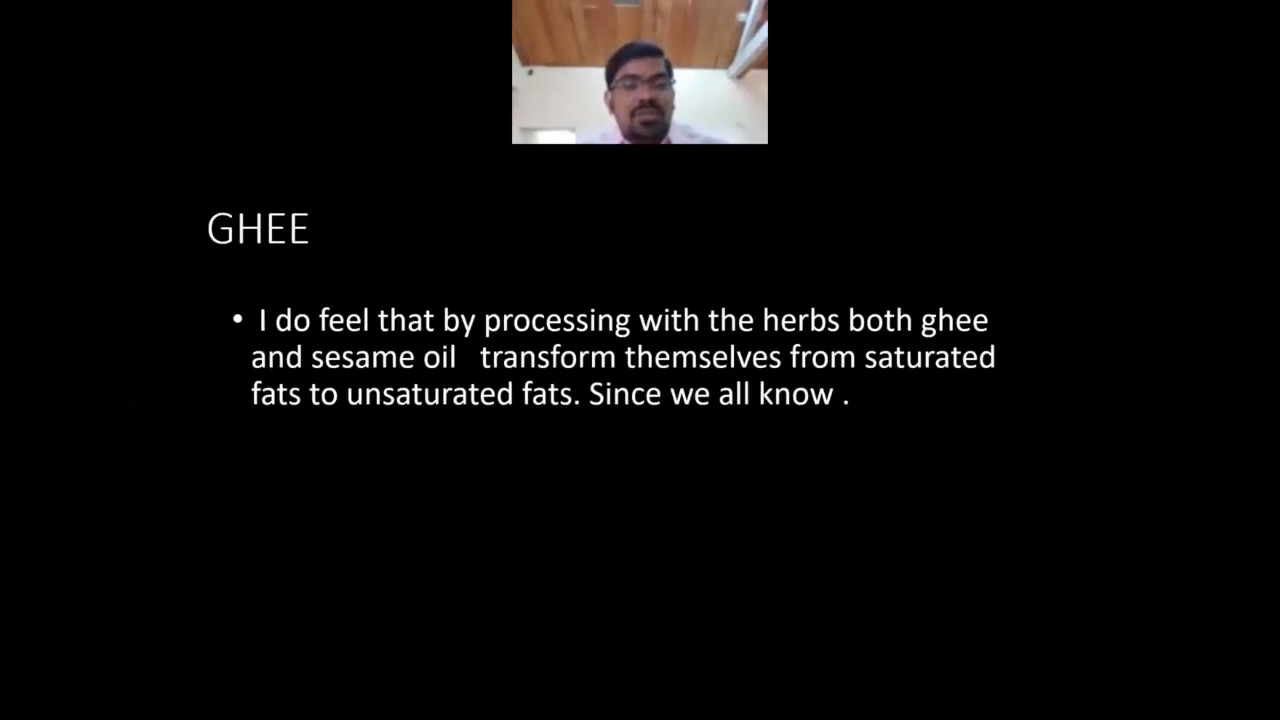 GHEE
• I do feel that by processing with the herbs both ghee
and sesame oil   transform themselves from saturated
fats to unsaturated fats. Since we all know .